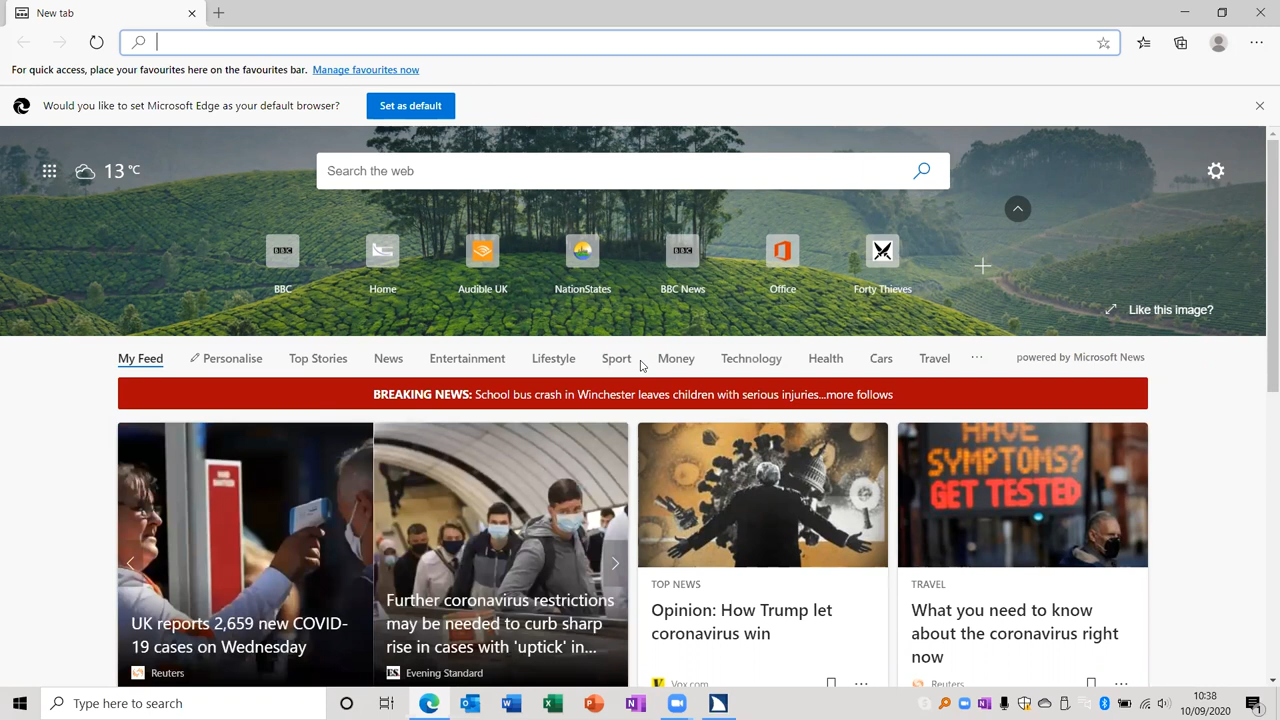 New tab
For quick access, place your favourites here on the favourites bar. Manage favourites now
Would you like to set Microsoft Edge as your default browser? Set as default
13 °C
Search the web
BBC
BBC
BBC Home Audible UK NationStates BBC News Office Forty Thieves
Like this image?
My Feed Personalise Top Stories News Entertainment Lifestyle Sport Money Technology Health Cars Travel ... powered by Microsoft News
BREAKING NEWS: School bus crash in Winchester leaves children with serious injuries...more follows
UK reports 2,659 new COVID-
19 cases on Wednesday
Reuters
Further coronavirus restrictions
may be needed to curb sharp
rise in cases with 'uptick' in...
ES Evening Standard
TOP NEWS
Opinion: How Trump let
coronavirus win
V Vox.com
HAVE
SYMPTOMS?
GET TESTED
TRAVEL
What you need to know
about the coronavirus right
now
Reuters
Type here to search
10:38
10/09/2020
1